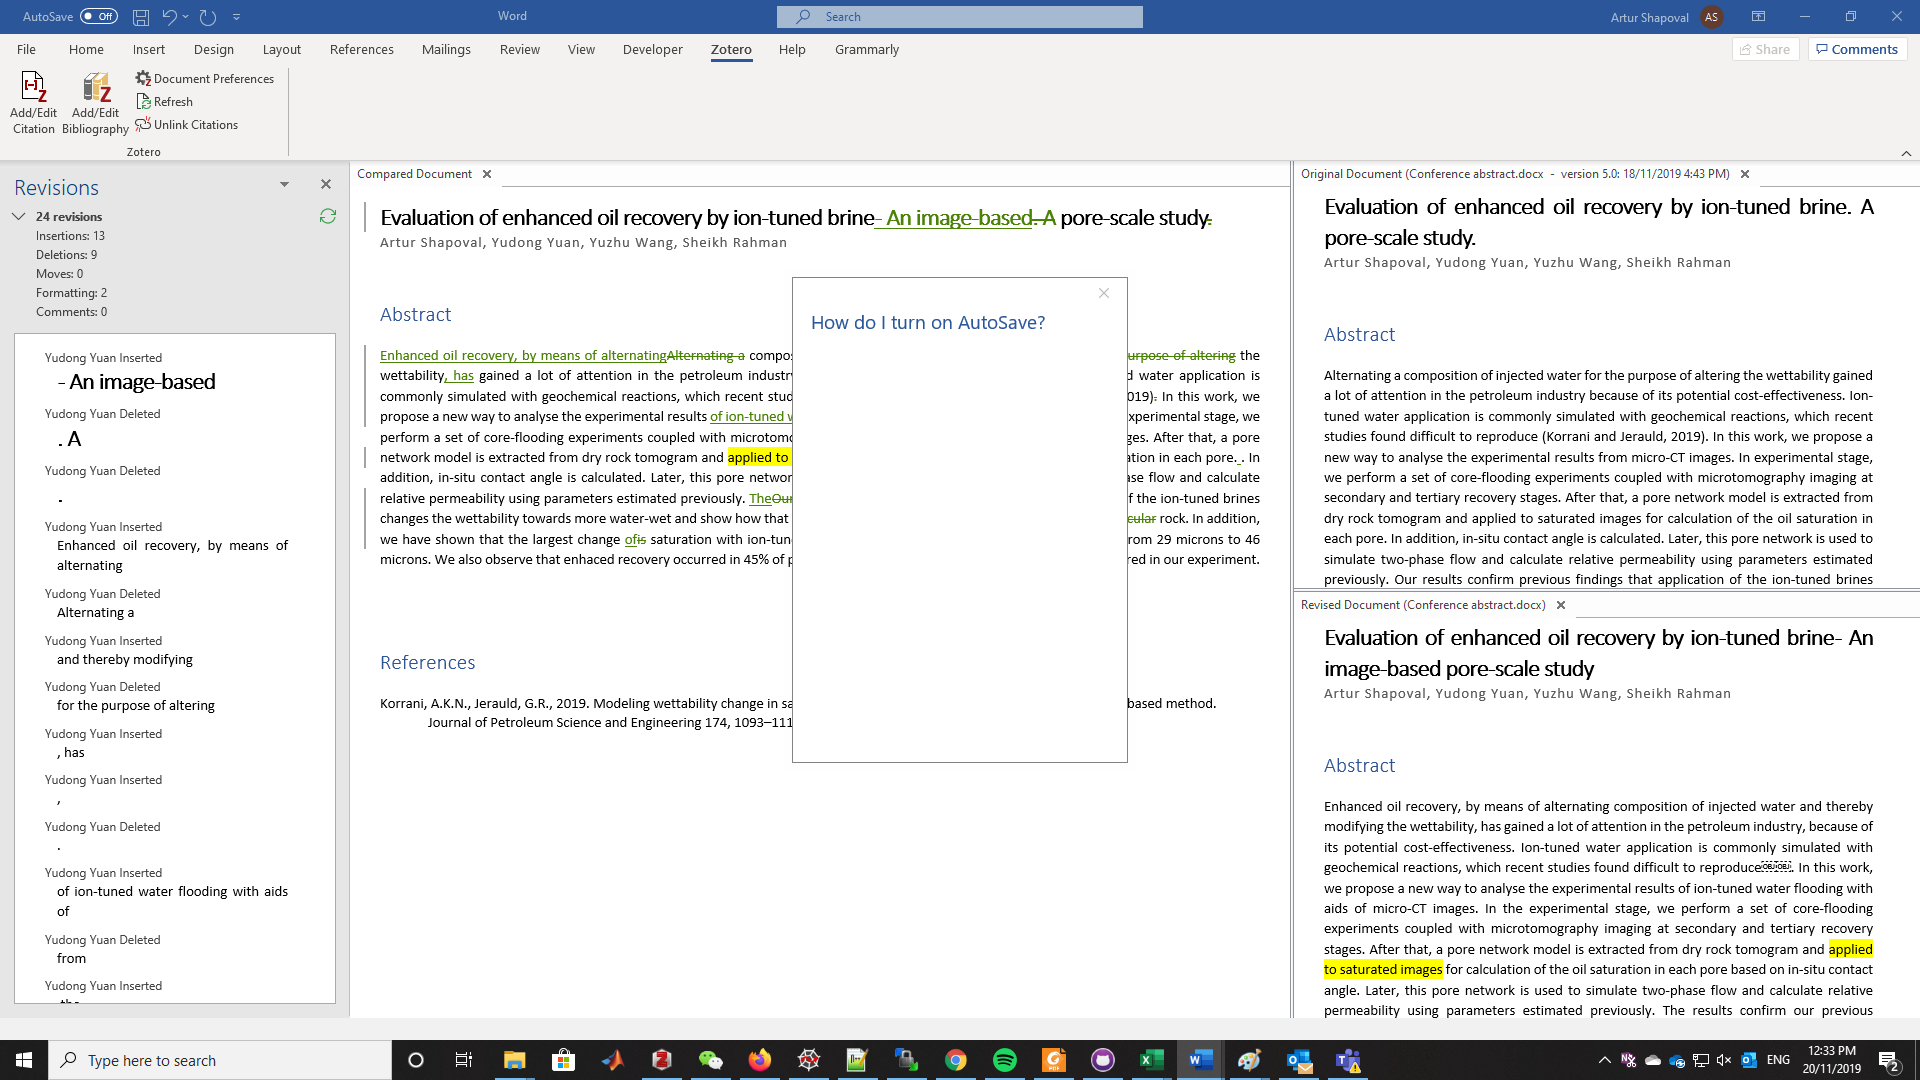 AutoSave Off
Word
Search
Artur Shapoval AS
File Home Insert Design Layout References Mailings Review View Developer Zotero Help Grammarly
Share Comments
Add/Edit Citation
Add/Edit Bibliography
Document Preferences
Refresh
Unlink Citations
Zotero
Revisions
24 revisions
Insertions: 13
Deletions: 9
Moves: 0
Formatting: 2
Comments: 0
Yudong Yuan Inserted
- An image-based
Yudong Yuan Deleted
. A
Yudong Yuan Deleted
.
Yudong Yuan Inserted
Enhanced oil recovery, by means of
alternating
Yudong Yuan Deleted
Alternating a
Yudong Yuan Inserted
and thereby modifying
Yudong Yuan Deleted
for the purpose of altering
Yudong Yuan Inserted
, has
Yudong Yuan Inserted
,
Yudong Yuan Deleted
.
Yudong Yuan Inserted
of ion-tuned water flooding with aids
of
Yudong Yuan Deleted
from
Yudong Yuan Inserted
Compared Document
Evaluation of enhanced oil recovery by ion-tuned brine- An image-based. A pore-scale study.
Artur Shapoval, Yudong Yuan, Yuzhu Wang, Sheikh Rahman
Abstract
Enhanced oil recovery, by means of alternatingAlternating a urpose of altering the
wettability, has gained a lot of attention in the petroleum industry d water application is
commonly simulated with geochemical reactions, which recent stud 019). In this work, we
propose a new way to analyse the experimental results of ion-tuned w xperimental stage, we
perform a set of core-flooding experiments coupled with microtomo ges. After that, a pore
network model is extracted from dry rock tomogram and applied to ation in each pore. . In
addition, in-situ contact angle is calculated. Later, this pore networ ase flow and calculate
relative permeability using parameters estimated previously. TheOur f the ion-tuned brines
changes the wettability towards more water-wet and show how that cular rock. In addition,
we have shown that the largest change ofis saturation with ion-tun rom 29 microns to 46
microns. We also observe that enhaced recovery occurred in 45% of p red in our experiment.
References
Korrani, A.K.N., Jerauld, G.R., 2019. Modeling wettability change in sa based method.
Journal of Petroleum Science and Engineering 174, 1093–111
How do I turn on AutoSave?
Original Document (Conference abstract.docx - version 5.0: 18/11/2019 4:43 PM)
Evaluation of enhanced oil recovery by ion-tuned brine. A
pore-scale study.
Artur Shapoval, Yudong Yuan, Yuzhu Wang, Sheikh Rahman
Abstract
Alternating a composition of injected water for the purpose of altering the wettability gained
a lot of attention in the petroleum industry because of its potential cost-effectiveness. Ion-
tuned water application is commonly simulated with geochemical reactions, which recent
studies found difficult to reproduce (Korrani and Jerauld, 2019). In this work, we propose a
new way to analyse the experimental results from micro-CT images. In experimental stage,
we perform a set of core-flooding experiments coupled with microtomography imaging at
secondary and tertiary recovery stages. After that, a pore network model is extracted from
dry rock tomogram and applied to saturated images for calculation of the oil saturation in
each pore. In addition, in-situ contact angle is calculated. Later, this pore network is used to
simulate two-phase flow and calculate relative permeability using parameters estimated
previously. Our results confirm previous findings that application of the ion-tuned brines
Revised Document (Conference abstract.docx)
Evaluation of enhanced oil recovery by ion-tuned brine- An
image-based pore-scale study
Artur Shapoval, Yudong Yuan, Yuzhu Wang, Sheikh Rahman
Abstract
Enhanced oil recovery, by means of alternating composition of injected water and thereby
modifying the wettability, has gained a lot of attention in the petroleum industry, because of
its potential cost-effectiveness. Ion-tuned water application is commonly simulated with
geochemical reactions, which recent studies found difficult to reproduce. In this work,
we propose a new way to analyse the experimental results of ion-tuned water flooding with
aids of micro-CT images. In the experimental stage, we perform a set of core-flooding
experiments coupled with microtomography imaging at secondary and tertiary recovery
stages. After that, a pore network model is extracted from dry rock tomogram and applied
to saturated images for calculation of the oil saturation in each pore based on in-situ contact
angle. Later, this pore network is used to simulate two-phase flow and calculate relative
permeability using parameters estimated previously. The results confirm our previous
Type here to search
ENG
12:33 PM
20/11/2019
2